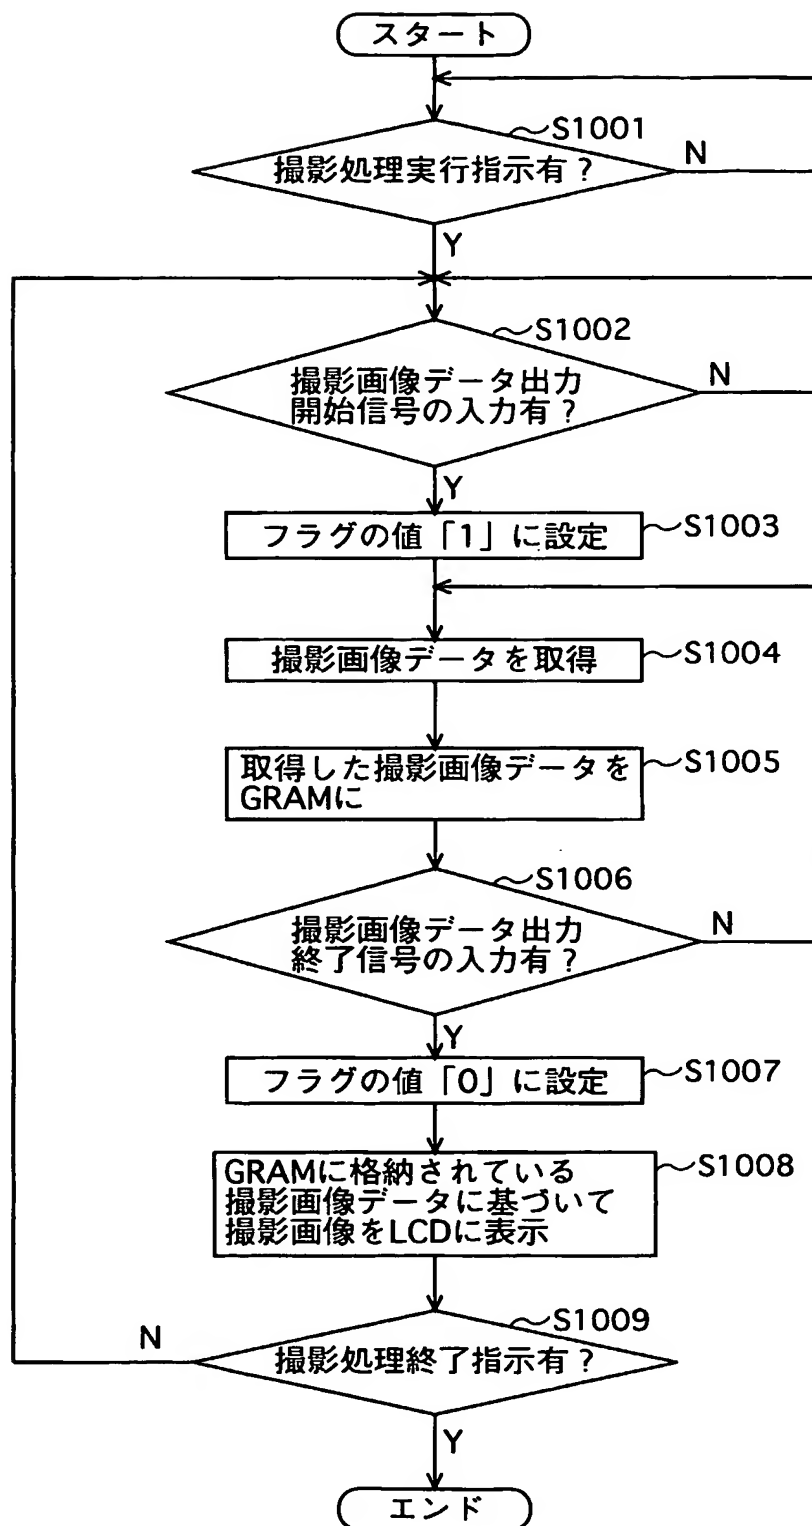 スタート
S1001
撮影処理実行指示有？
N
Y
S1002
撮影画像データ出力
開始信号の入力有？
N
Y
フラグの値「1」に設定
S1003
撮影画像データを取得
S1004
取得した撮影画像データを
GRAMに
S1005
S1006
撮影画像データ出力
終了信号の入力有？
N
Y
フラグの値「0」に設定
S1007
GRAMに格納されている
撮影画像データに基づいて
撮影画像をLCDに表示
S1008
S1009
N
撮影処理終了指示有？
Y
エンド